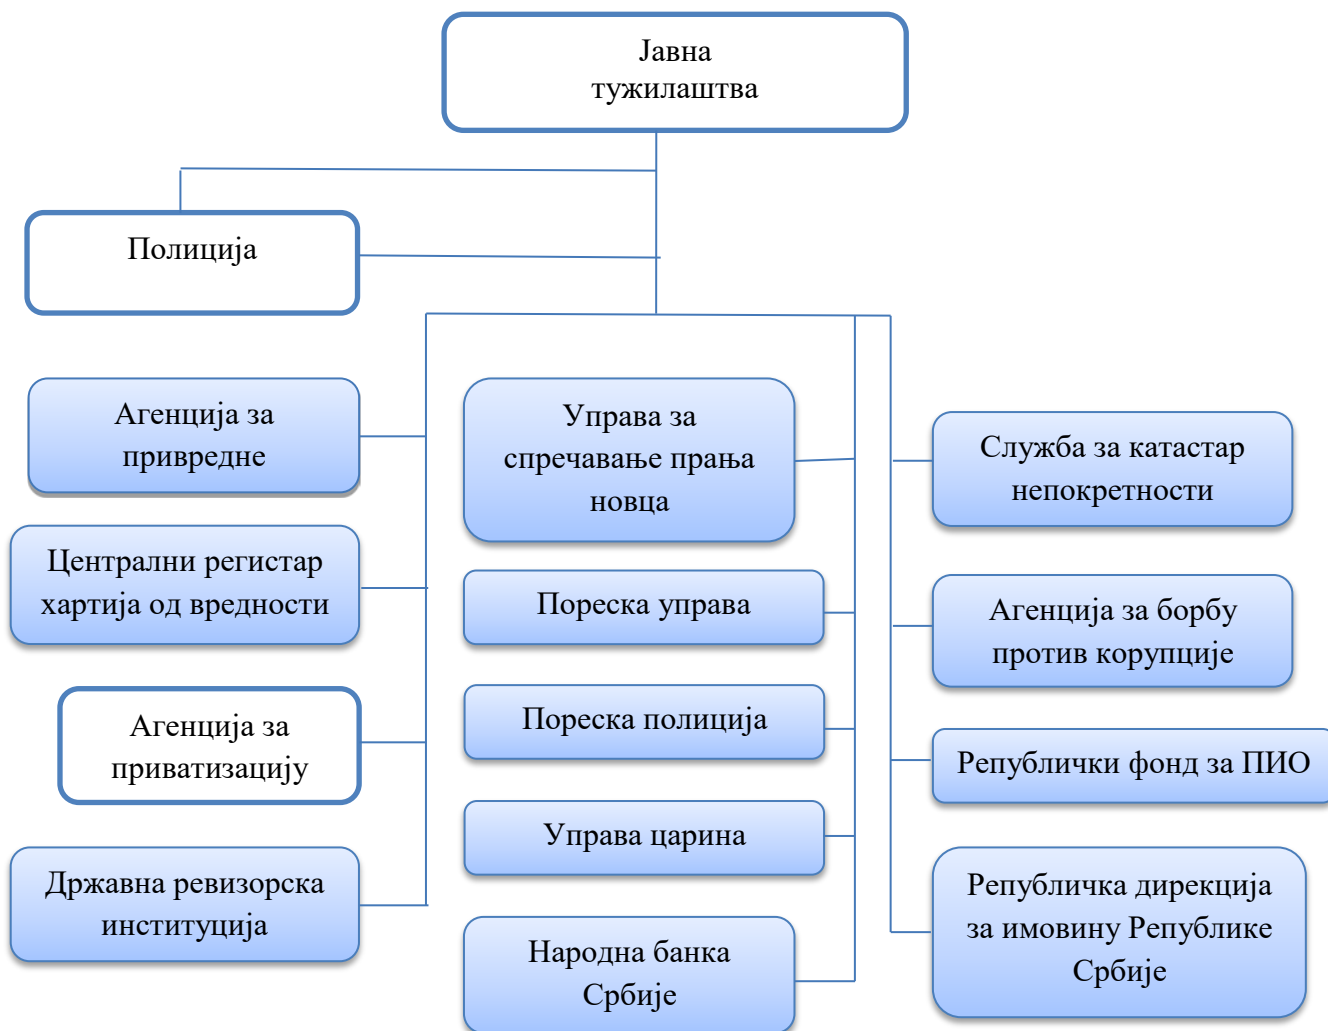 Јавна
тужилаштва
Полиција
Агенција за
привредне
Централни регистар
хартија од вредности
Агенција за
приватизацију
Државна ревизорска
институција
Управа за
спречавање прања
новца
Пореска управа
Пореска полиција
Управа царина
Народна банка
Србије
Служба за катастар
непокретности
Агенција за борбу
против корупције
Републички фонд за ПИО
Републичка дирекција
за имовину Републике
Србије